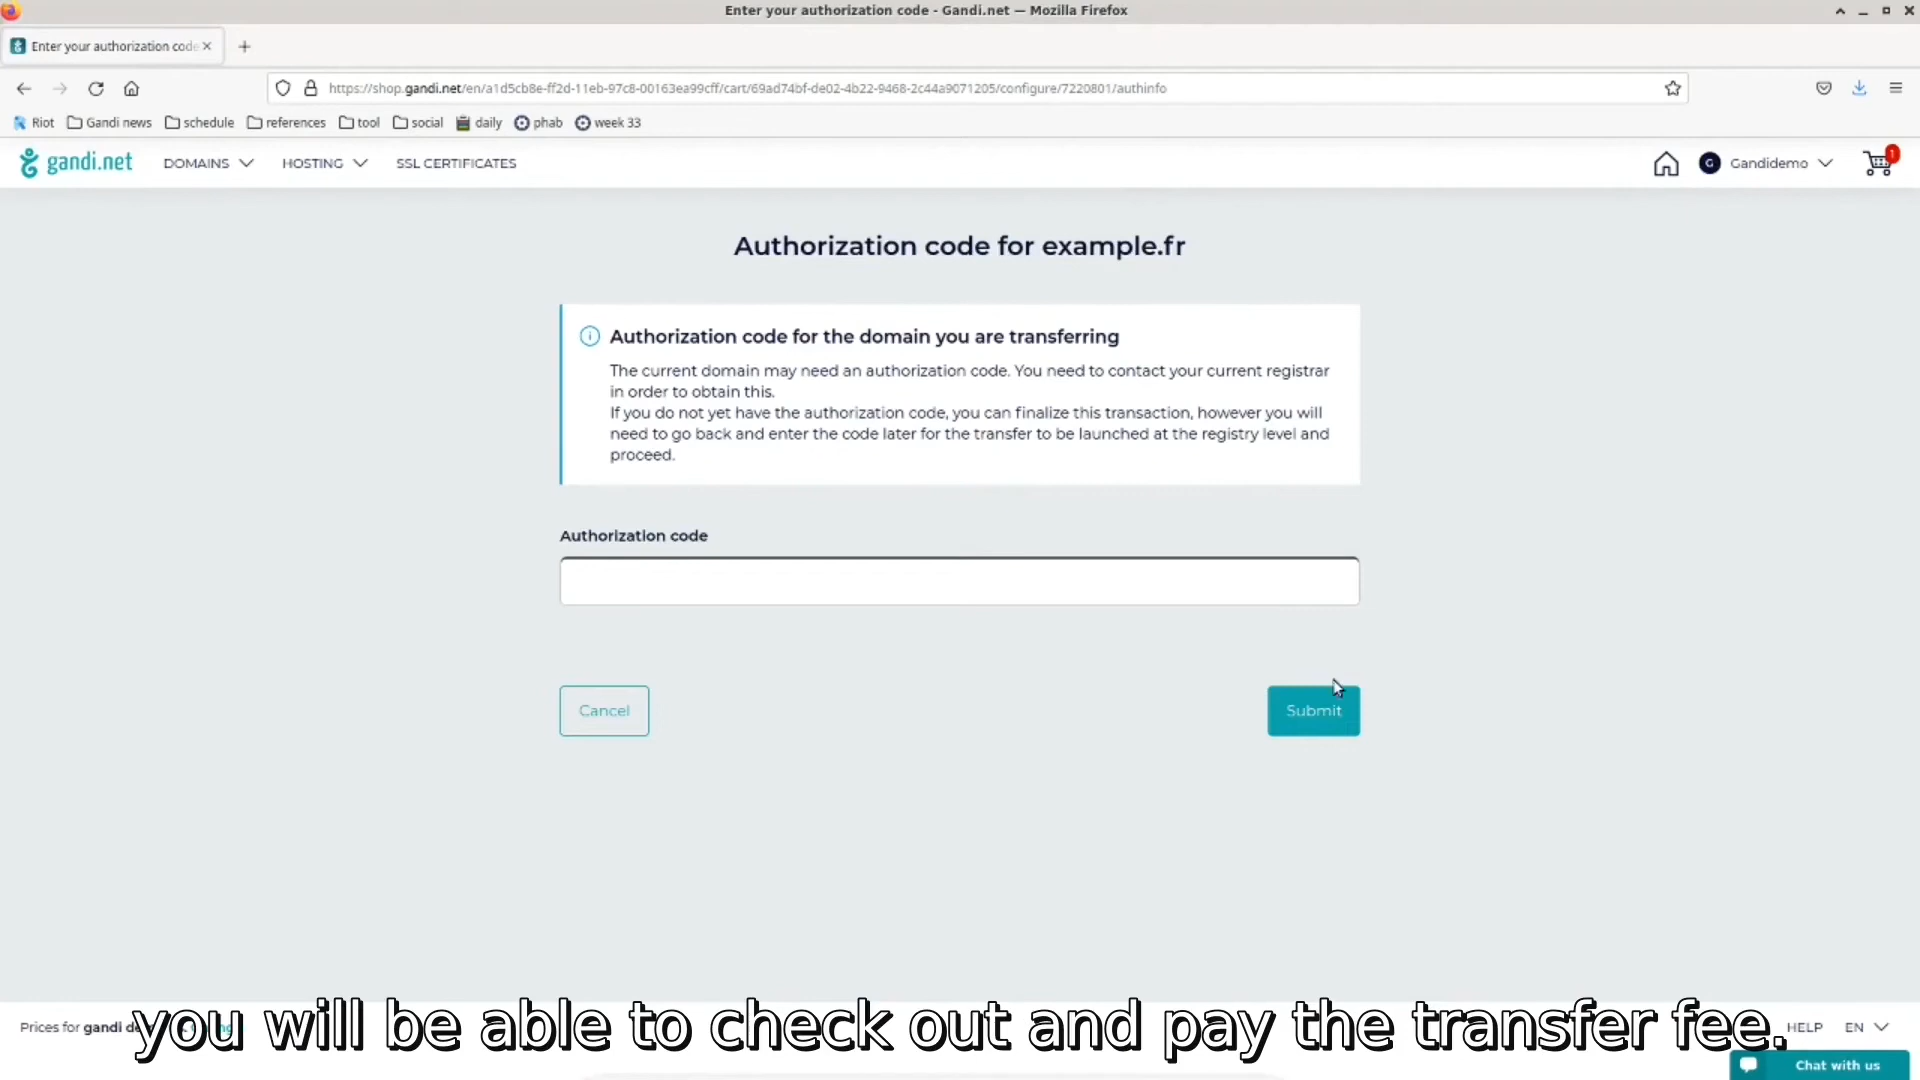 Enter your authorization code - Gandi.net — Mozilla Firefox
Enter your authorization code
https://shop.gandi.net/en/a1d5cb8e-ff2d-11eb-97c8-00163ea99cff/cart/69ad74bf-de02-4b22-9468-2c44a9071205/configure/7220801/authinfo
Riot Gandi news schedule references tool social daily phab week 33
gandi.net DOMAINS HOSTING SSL CERTIFICATES G Gandidemo 1
Authorization code for example.fr
Authorization code for the domain you are transferring
The current domain may need an authorization code. You need to contact your current registrar
in order to obtain this.
If you do not yet have the authorization code, you can finalize this transaction, however you will
need to go back and enter the code later for the transfer to be launched at the registry level and
proceed.
Authorization code
Cancel Submit
Prices for gandi HELP EN
you will be able to check out and pay the transfer fee.
Chat with us